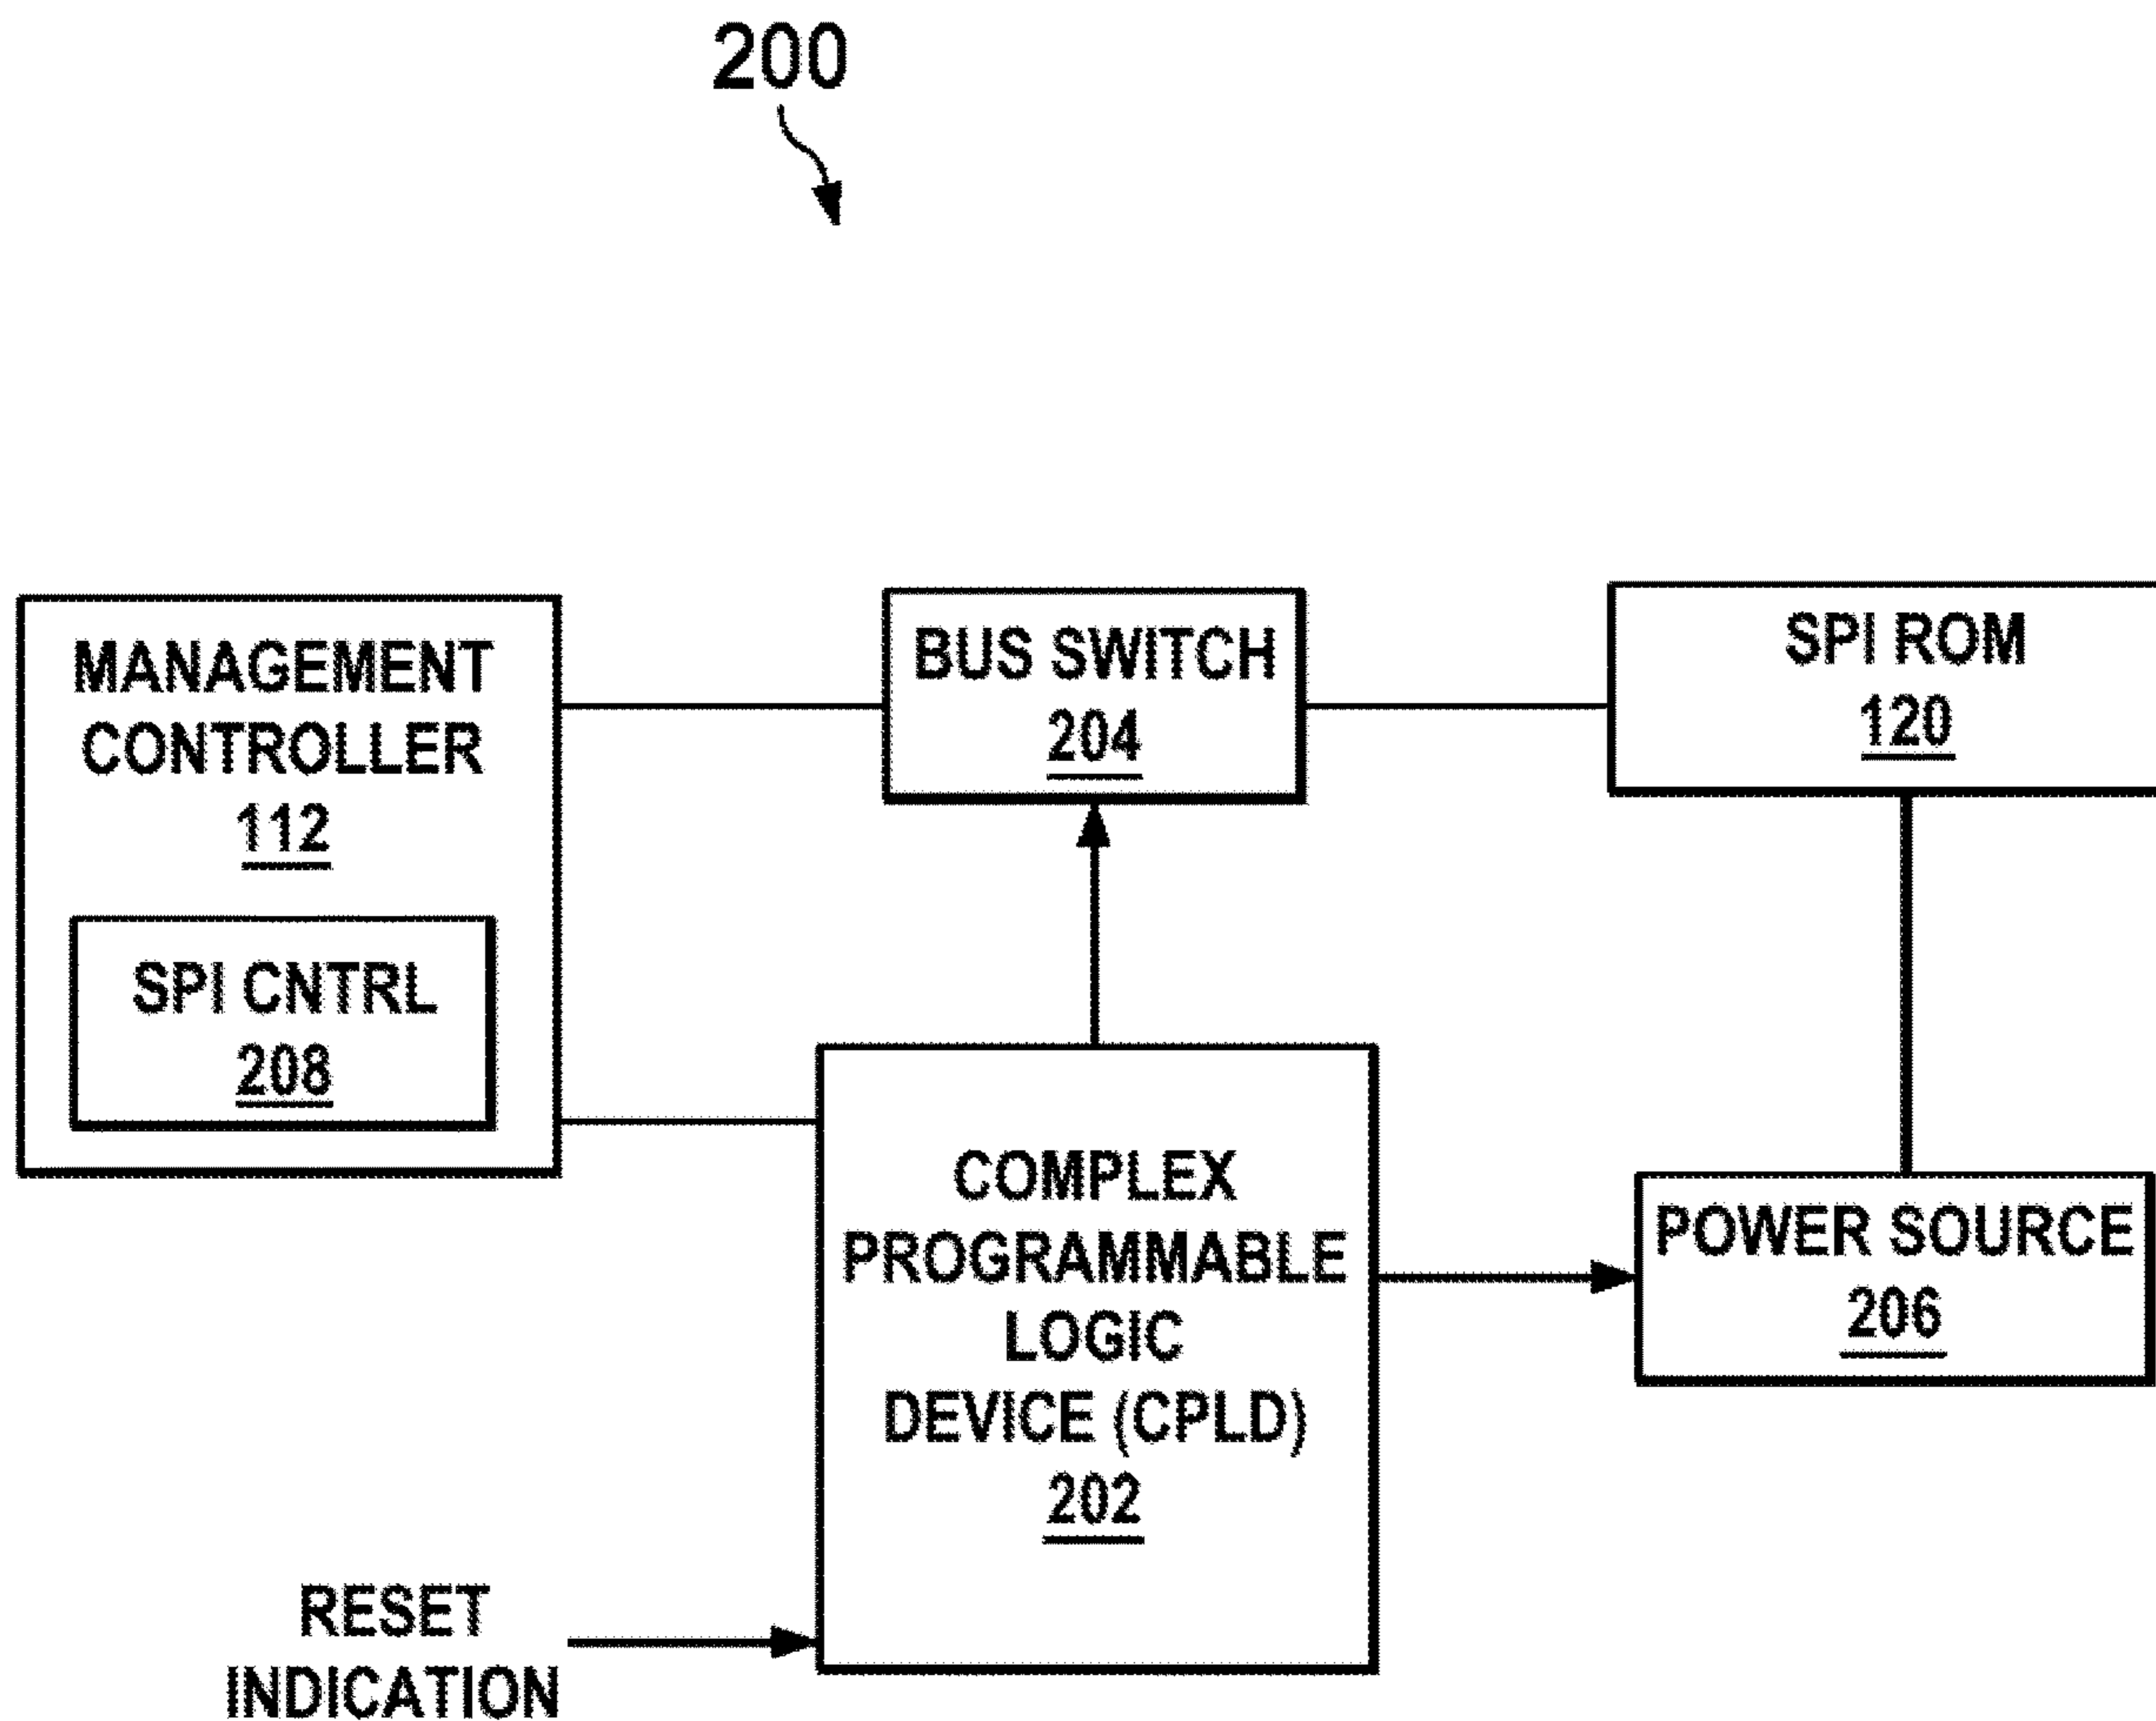 200
MANAGEMENT
CONTROLLER
112
SPI CNTRL
208
BUS SWITCH
204
SPI ROM
120
COMPLEX
PROGRAMMABLE
LOGIC
DEVICE (CPLD)
202
POWER SOURCE
206
RESET
INDICATION